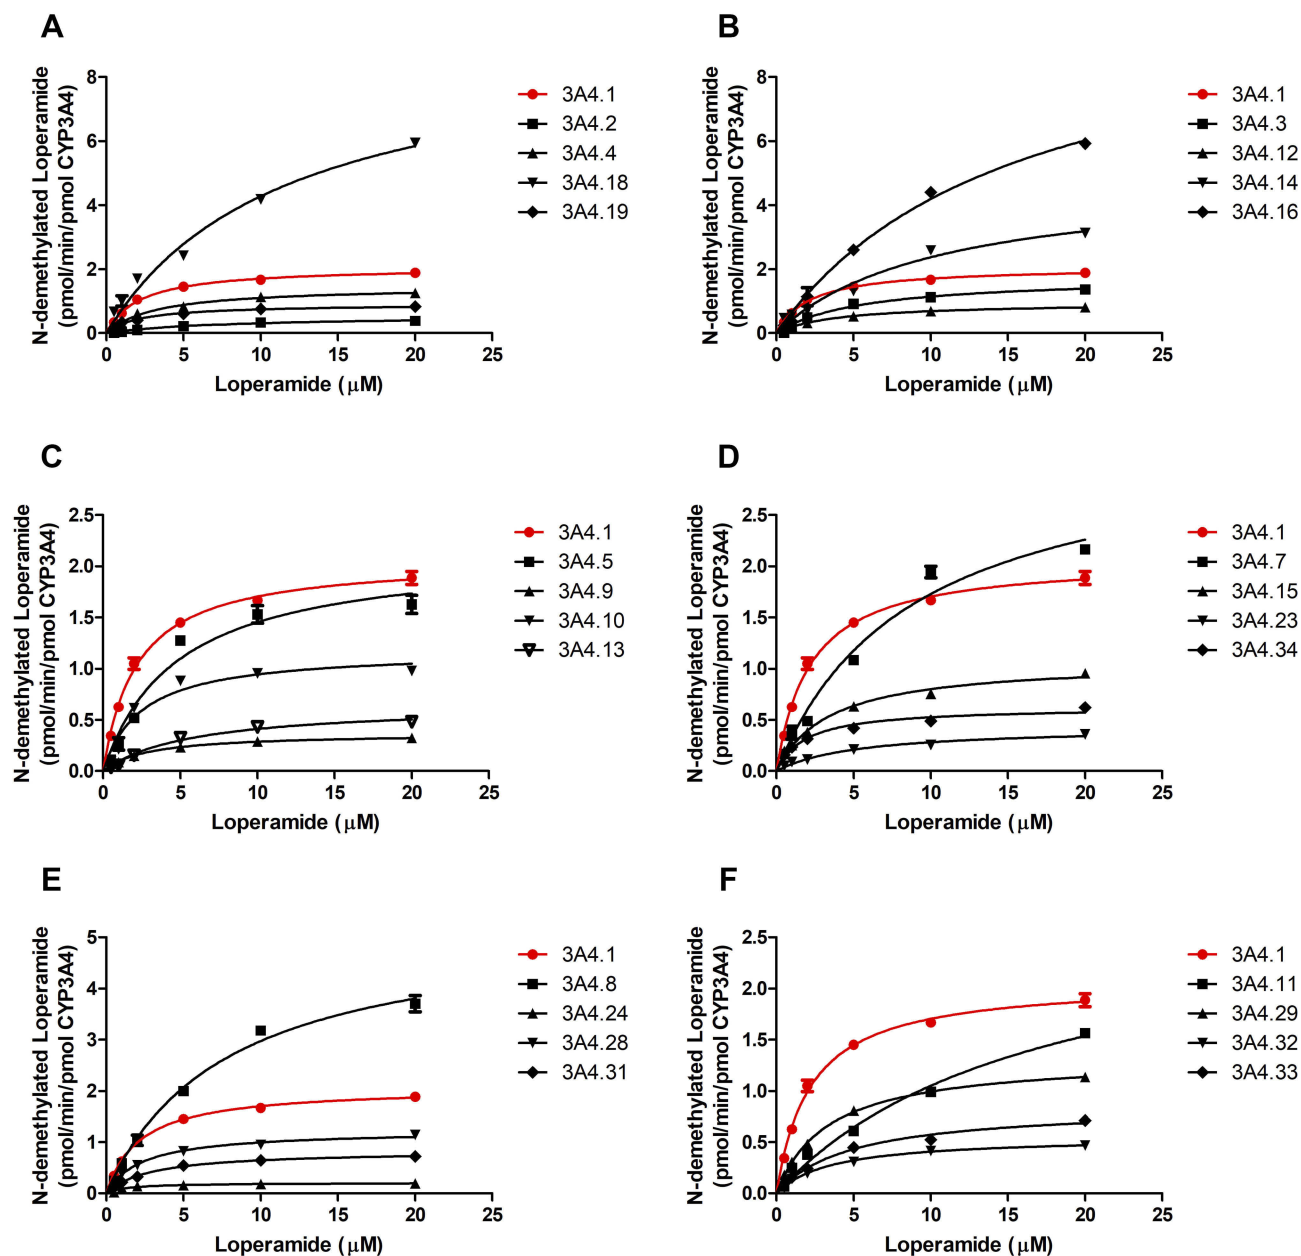 A
N-demethylated Loperamide
(pmol/min/pmol CYP3A4)
8
6
4
2
0
0
5
10
15
20
25
Loperamide (μM)
3A4.1
3A4.2
3A4.4
3A4.18
3A4.19
B
N-demethylated Loperamide
(pmol/min/pmol CYP3A4)
8
6
4
2
0
0
5
10
15
20
25
Loperamide (μM)
3A4.1
3A4.3
3A4.12
3A4.14
3A4.16
C
N-demethylated Loperamide
(pmol/min/pmol CYP3A4)
2.5
2.0
1.5
1.0
0.5
0.0
0
5
10
15
20
25
Loperamide (μM)
3A4.1
3A4.5
3A4.9
3A4.10
3A4.13
D
N-demethylated Loperamide
(pmol/min/pmol CYP3A4)
2.5
2.0
1.5
1.0
0.5
0.0
0
5
10
15
20
25
Loperamide (μM)
3A4.1
3A4.7
3A4.15
3A4.23
3A4.34
E
N-demethylated Loperamide
(pmol/min/pmol CYP3A4)
5
4
3
2
1
0
0
5
10
15
20
25
Loperamide (μM)
3A4.1
3A4.8
3A4.24
3A4.28
3A4.31
F
N-demethylated Loperamide
(pmol/min/pmol CYP3A4)
2.5
2.0
1.5
1.0
0.5
0.0
0
5
10
15
20
25
Loperamide (μM)
3A4.1
3A4.11
3A4.29
3A4.32
3A4.33